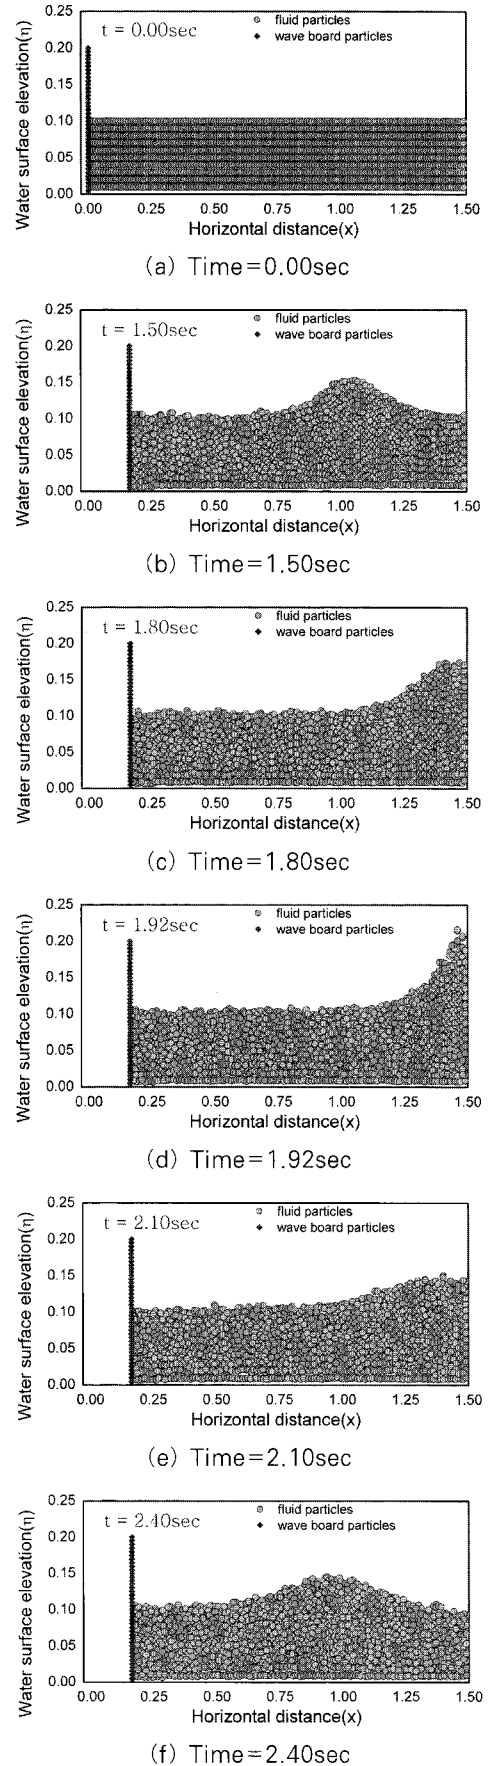 0.25
0.20
0.15
0.10
0.05
0.00
Water surface elevation(η)
t = 0.00sec
fluid particles
wave board particles
0.00 0.25 0.50 0.75 1.00 1.25 1.50
Horizontal distance(x)
(a) Time=0.00sec
0.25
0.20
0.15
0.10
0.05
0.00
Water surface elevation(η)
t = 1.50sec
fluid particles
wave board particles
0.00 0.25 0.50 0.75 1.00 1.25 1.50
Horizontal distance(x)
(b) Time=1.50sec
0.25
0.20
0.15
0.10
0.05
0.00
Water surface elevation(η)
t = 1.80sec
fluid particles
wave board particles
0.00 0.25 0.50 0.75 1.00 1.25 1.50
Horizontal distance(x)
(c) Time=1.80sec
0.25
0.20
0.15
0.10
0.05
0.00
Water surface elevation(η)
t = 1.92sec
fluid particles
wave board particles
0.00 0.25 0.50 0.75 1.00 1.25 1.50
Horizontal distance(x)
(d) Time=1.92sec
0.25
0.20
0.15
0.10
0.05
0.00
Water surface elevation(η)
t = 2.10sec
fluid particles
wave board particles
0.00 0.25 0.50 0.75 1.00 1.25 1.50
Horizontal distance(x)
(e) Time=2.10sec
0.25
0.20
0.15
0.10
0.05
0.00
Water surface elevation(η)
t = 2.40sec
fluid particles
wave board particles
0.00 0.25 0.50 0.75 1.00 1.25 1.50
Horizontal distance(x)
(f) Time=2.40sec